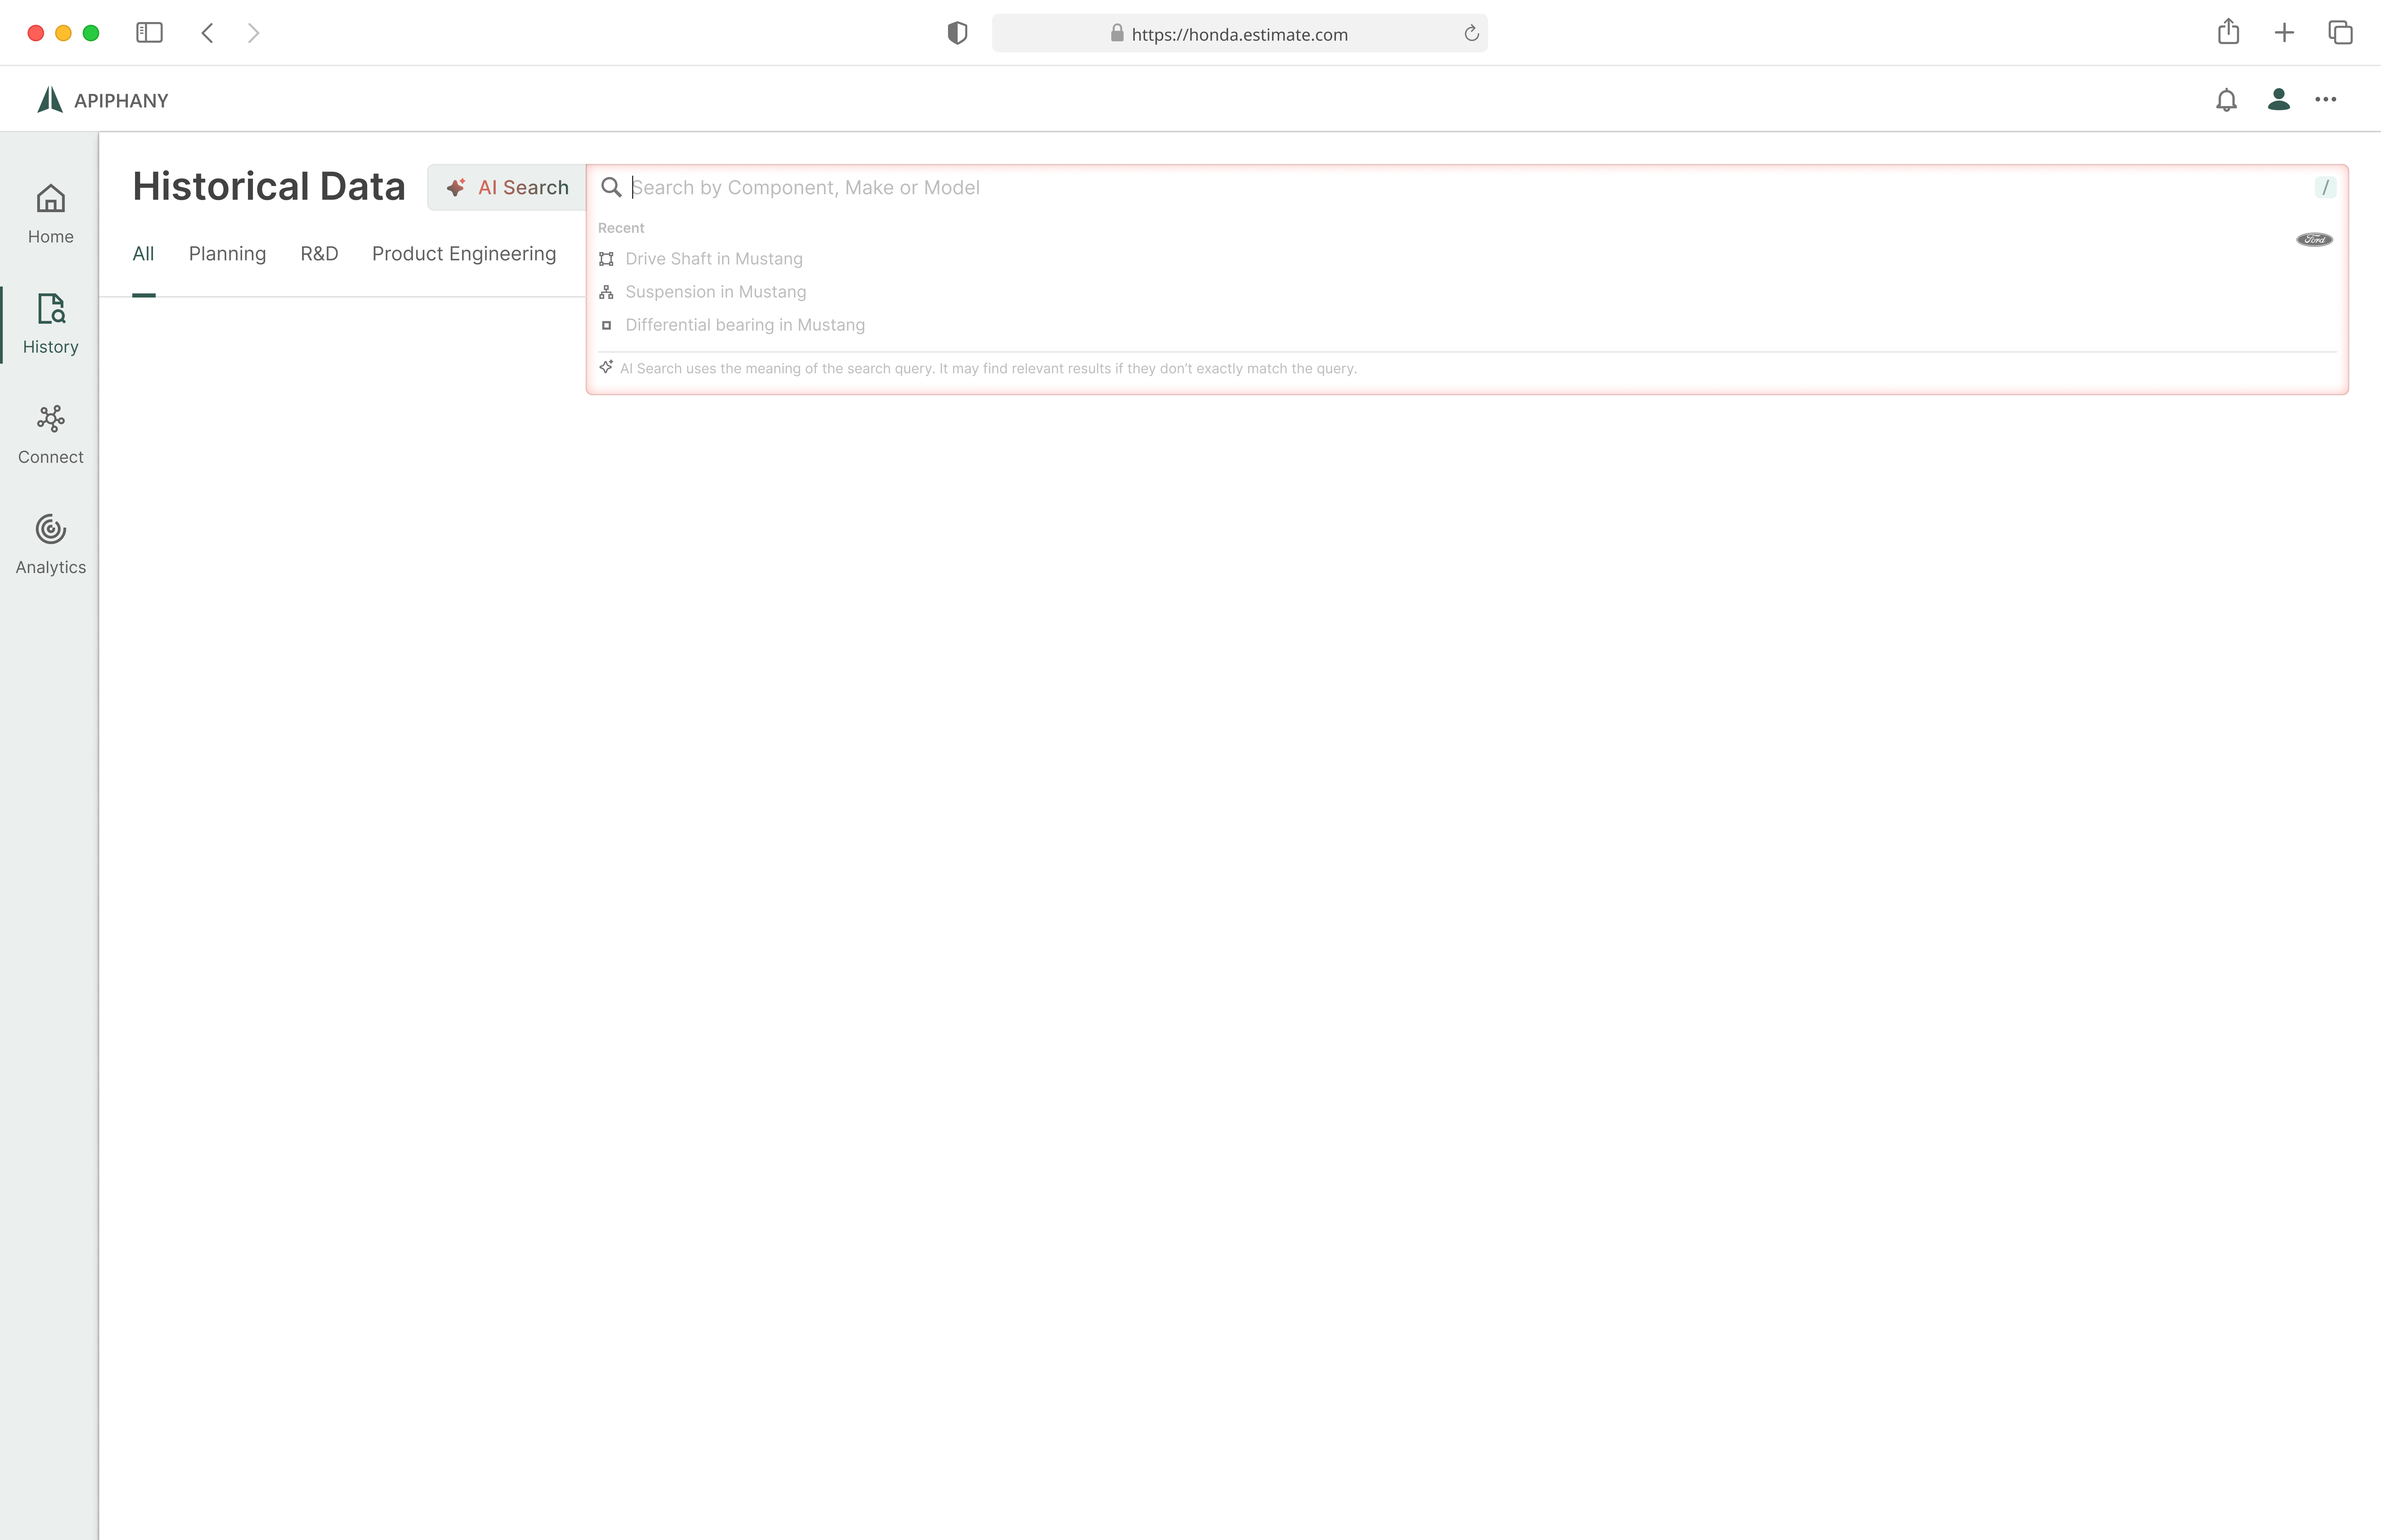 https://honda.estimate.com
APIPHANY
Historical Data
AI Search
Search by Component, Make or Model
/
Recent
Ford
Drive Shaft in Mustang
Suspension in Mustang
Differential bearing in Mustang
AI Search uses the meaning of the search query. It may find relevant results if they don't exactly match the query.
All Planning R&D Product Engineering
Home
History
Connect
Analytics